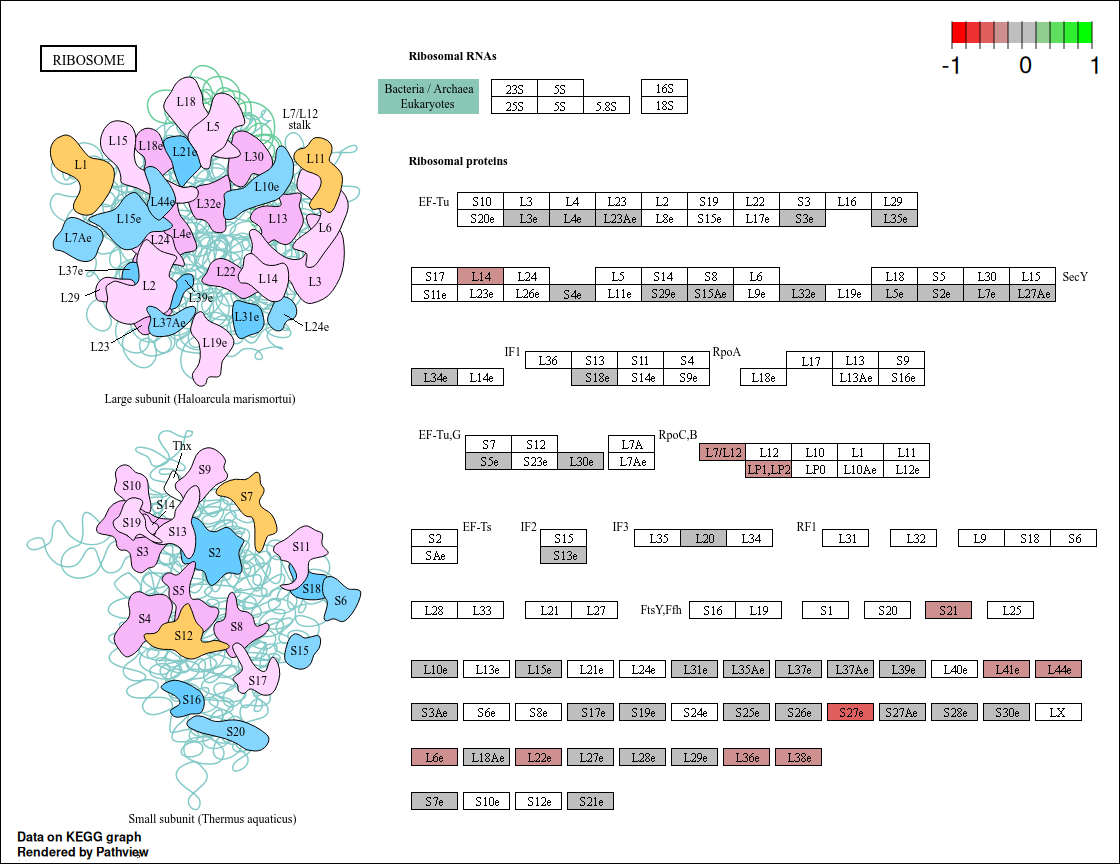 RIBOSOME
-1 0 1
Ribosomal RNAs
Bacteria / Archaea
Eukaryotes
23S 5S 16S
25S 5S 5.8S 18S
Ribosomal proteins
EF-Tu
S10 L3 L4 L23 L2 S19 L22 S3 L16 L29
S20e L3e L4e L23Ae L8e S15e L17e S3e L35e
S17 L14 L24 L5 S14 S8 L6 L18 S5 L30 L15 SecY
S11e L23e L26e S4e L11e S29e S15Ae L9e L32e L19e L5e S2e L7e L27Ae
IF1 L36 S13 S11 S4 RpoA L17 L13 S9
L34e L14e S18e S14e S9e L18e L13Ae S16e
EF-Tu,G S7 S12 L7A RpoC,B
S5e S23e L30e L7Ae
L7/L12 L12 L10 L1 L11
LP1,LP2 LP0 L10Ae L12e
S2 EF-Ts IF2 S15 IF3 L35 L20 L34 RF1 L31 L32 L9 S18 S6
SAe S13e
L28 L33 L21 L27 FtsY,Ffh S16 L19 S1 S20 S21 L25
L10e L13e L15e L21e L24e L31e L35Ae L37e L37Ae L39e L40e L41e L44e
S3Ae S6e S8e S17e S19e S24e S25e S26e S27e S27Ae S28e S30e LX
L6e L18Ae L22e L27e L28e L29e L36e L38e
S7e S10e S12e S21e
L18
L5
L7/L12
stalk
L15
L18e
L21e
L30
L11
L1
L10e
L44e
L32e
L15e
L13
L6
L7Ae
L24
L4e
L37e
L22
L14
L3
L2
L29
L39e
L37Ae
L31e
L24e
L23
L19e
Large subunit (Haloarcula marismortui)
Thx
S9
S10
S7
S14
S19
S13
S3
S2
S11
S5
S18
S6
S4
S12
S8
S15
S17
S16
S20
Small subunit (Thermus aquaticus)
Data on KEGG graph
Rendered by Pathview